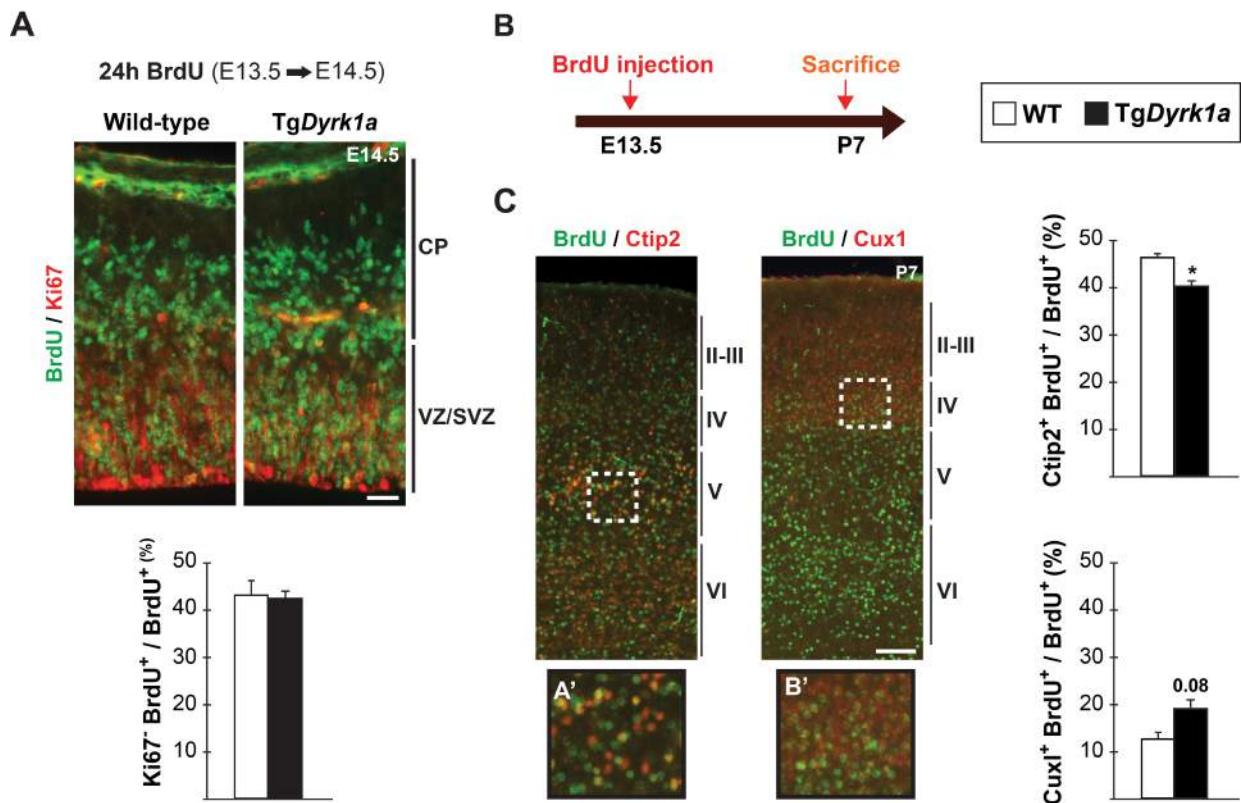 A
24h BrdU (E13.5 ➡ E14.5)
Wild-type
TgDyrk1a
E14.5
BrdU / Ki67
CP
VZ/SVZ
Ki67- BrdU+ / BrdU+ (%)
50
40
30
20
10
B
BrdU injection
Sacrifice
E13.5
P7
WT
TgDyrk1a
C
BrdU / Ctip2
BrdU / Cux1
P7
II-III
IV
V
VI
II-III
IV
V
VI
A'
B'
Ctip2+ BrdU+ / BrdU+ (%)
50
40
40
30
20
10
*
CuxI+ BrdU+ / BrdU+ (%)
50
40
30
20
10
0.08